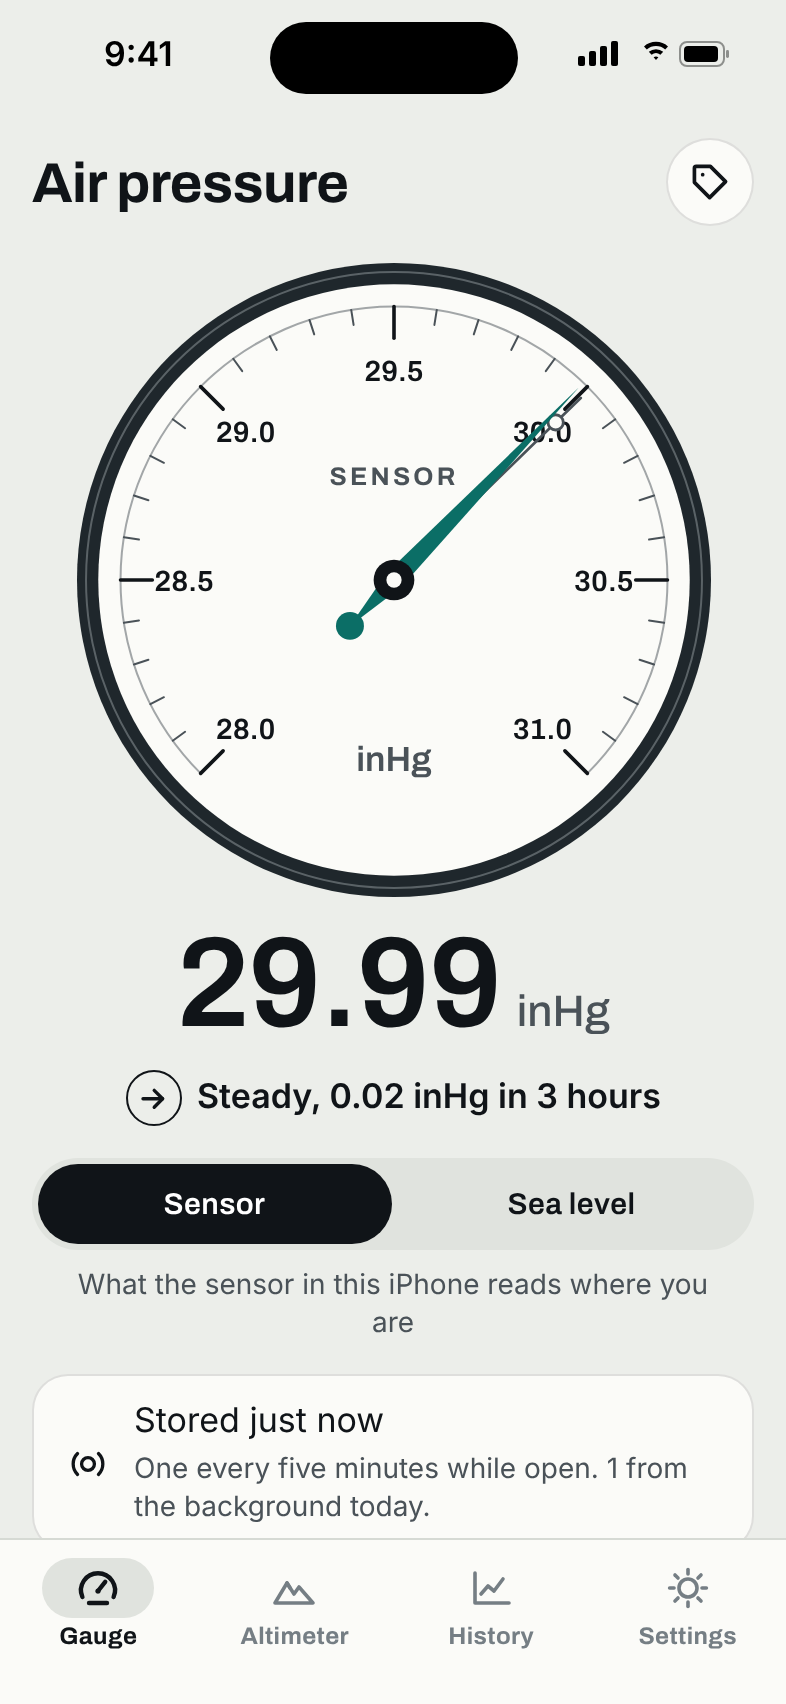 9:41
Air pressure
29.5
29.0
30.0
SENSOR
28.5
30.5
28.0
31.0
inHg
29.99 inHg
Steady, 0.02 inHg in 3 hours
Sensor
Sea level
What the sensor in this iPhone reads where you
are
Stored just now
One every five minutes while open. 1 from
the background today.
Gauge
Altimeter
History
Settings